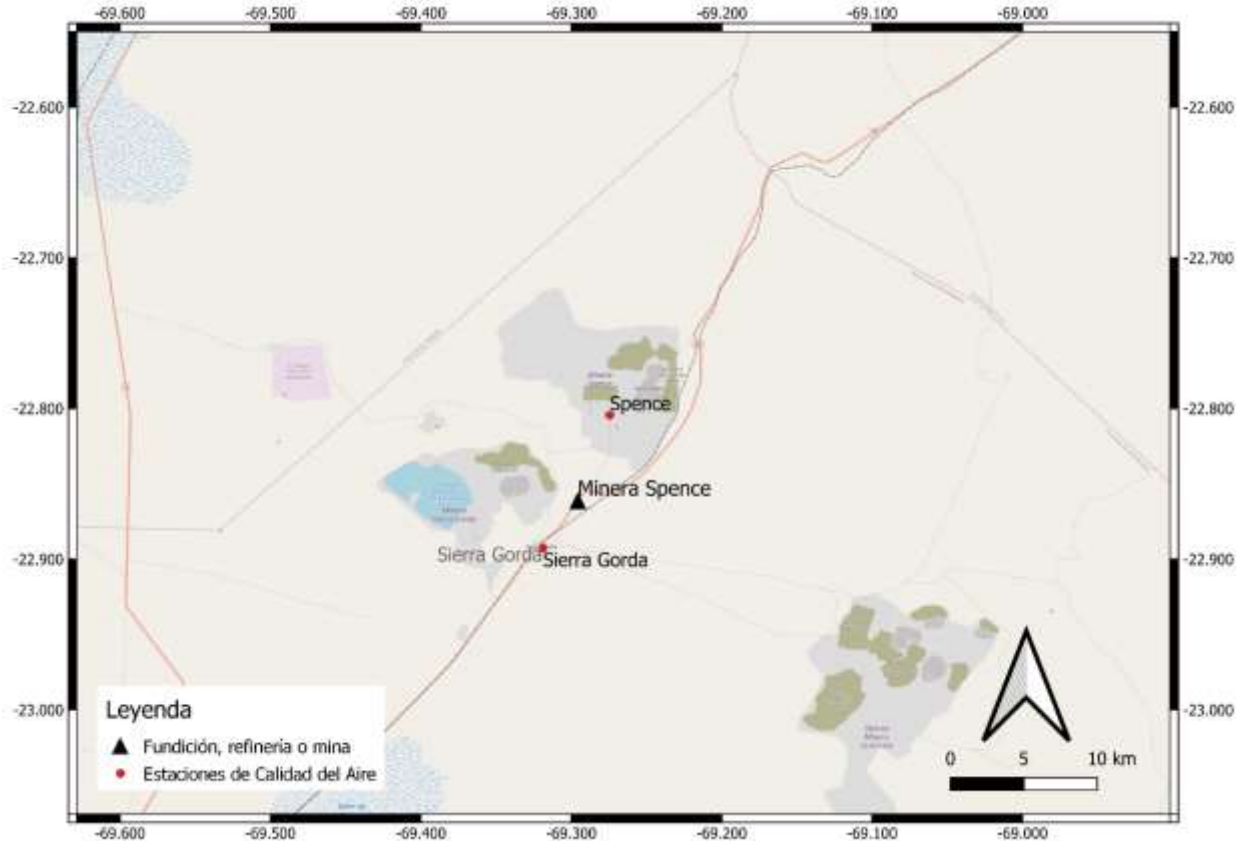 -69.600 -69.500 -69.400 -69.300 -69.200 -69.100 -69.000
-22.600 -22.600
-22.700 -22.700
-22.800 -22.800
Spence
Minera Spence
-22.900 -22.900
Sierra Gorda
Sierra Gorda
-23.000 -23.000
Leyenda
Fundición, refinería o mina
Estaciones de Calidad del Aire
0 5 10 km
-69.600 -69.500 -69.400 -69.300 -69.200 -69.100 -69.000